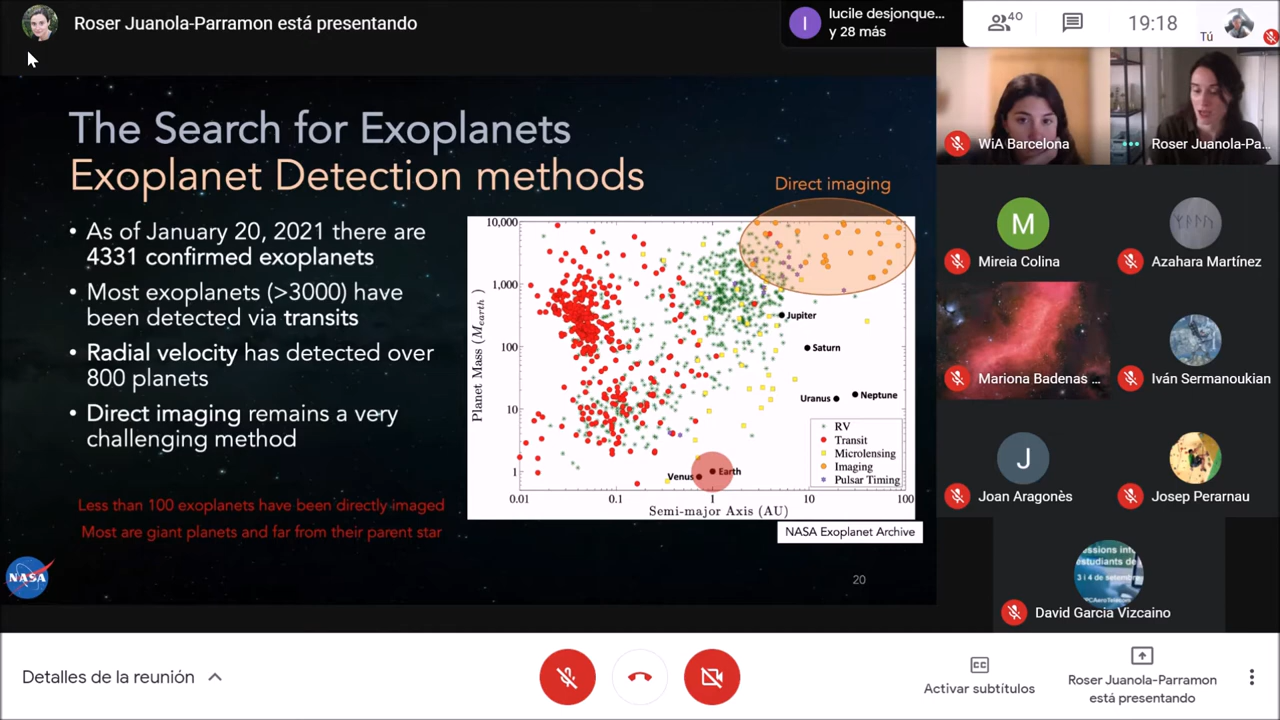 Roser Juanola-Parramon está presentando
lucile desjonque...
y 28 más
40
19:18
Tú
The Search for Exoplanets
Exoplanet Detection methods
• As of January 20, 2021 there are
4331 confirmed exoplanets
• Most exoplanets (>3000) have
been detected via transits
• Radial velocity has detected over
800 planets
• Direct imaging remains a very
challenging method
Less than 100 exoplanets have been directly imaged
Most are giant planets and far from their parent star
NASA
Direct imaging
10,000
1,000
100
10
1
Planet Mass (M_earth)
Jupiter
Saturn
Uranus
Neptune
Venus
Earth
RV
Transit
Microlensing
Imaging
Pulsar Timing
0.01
0.1
1
10
100
Semi-major Axis (AU)
NASA Exoplanet Archive
20
WiA Barcelona
Roser Juanola-Pa...
M
Mireia Colina
Azahara Martínez
Mariona Badenas ...
Iván Sermanoukian
J
Joan Aragonès
Josep Perarnau
3 i 4 de setemb
David Garcia Vizcaino
Detalles de la reunión
CC
Activar subtítulos
Roser Juanola-Parramon
está presentando